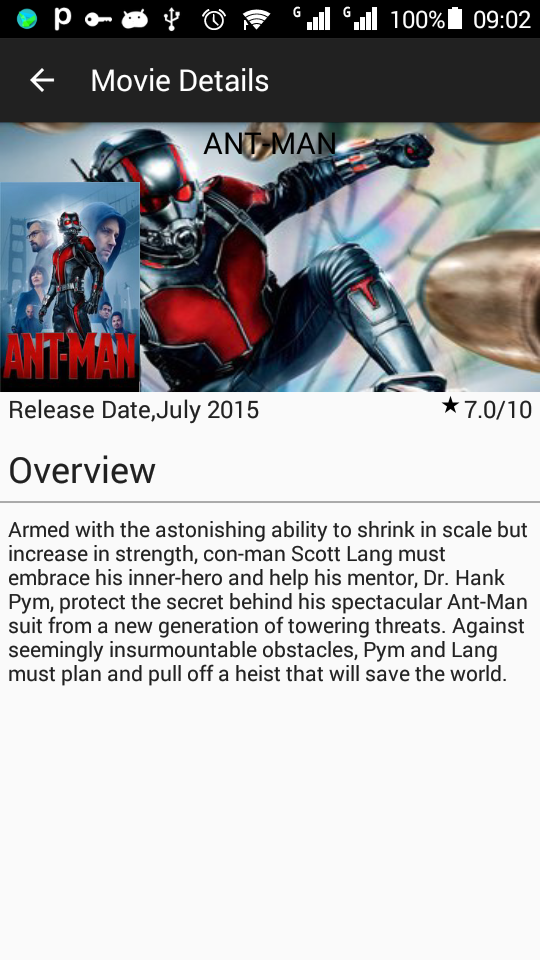 G G 100% 09:02
Movie Details
ANT-MAN
ANT-MAN
Release Date,July 2015 ★7.0/10
Overview
Armed with the astonishing ability to shrink in scale but
increase in strength, con-man Scott Lang must
embrace his inner-hero and help his mentor, Dr. Hank
Pym, protect the secret behind his spectacular Ant-Man
suit from a new generation of towering threats. Against
seemingly insurmountable obstacles, Pym and Lang
must plan and pull off a heist that will save the world.